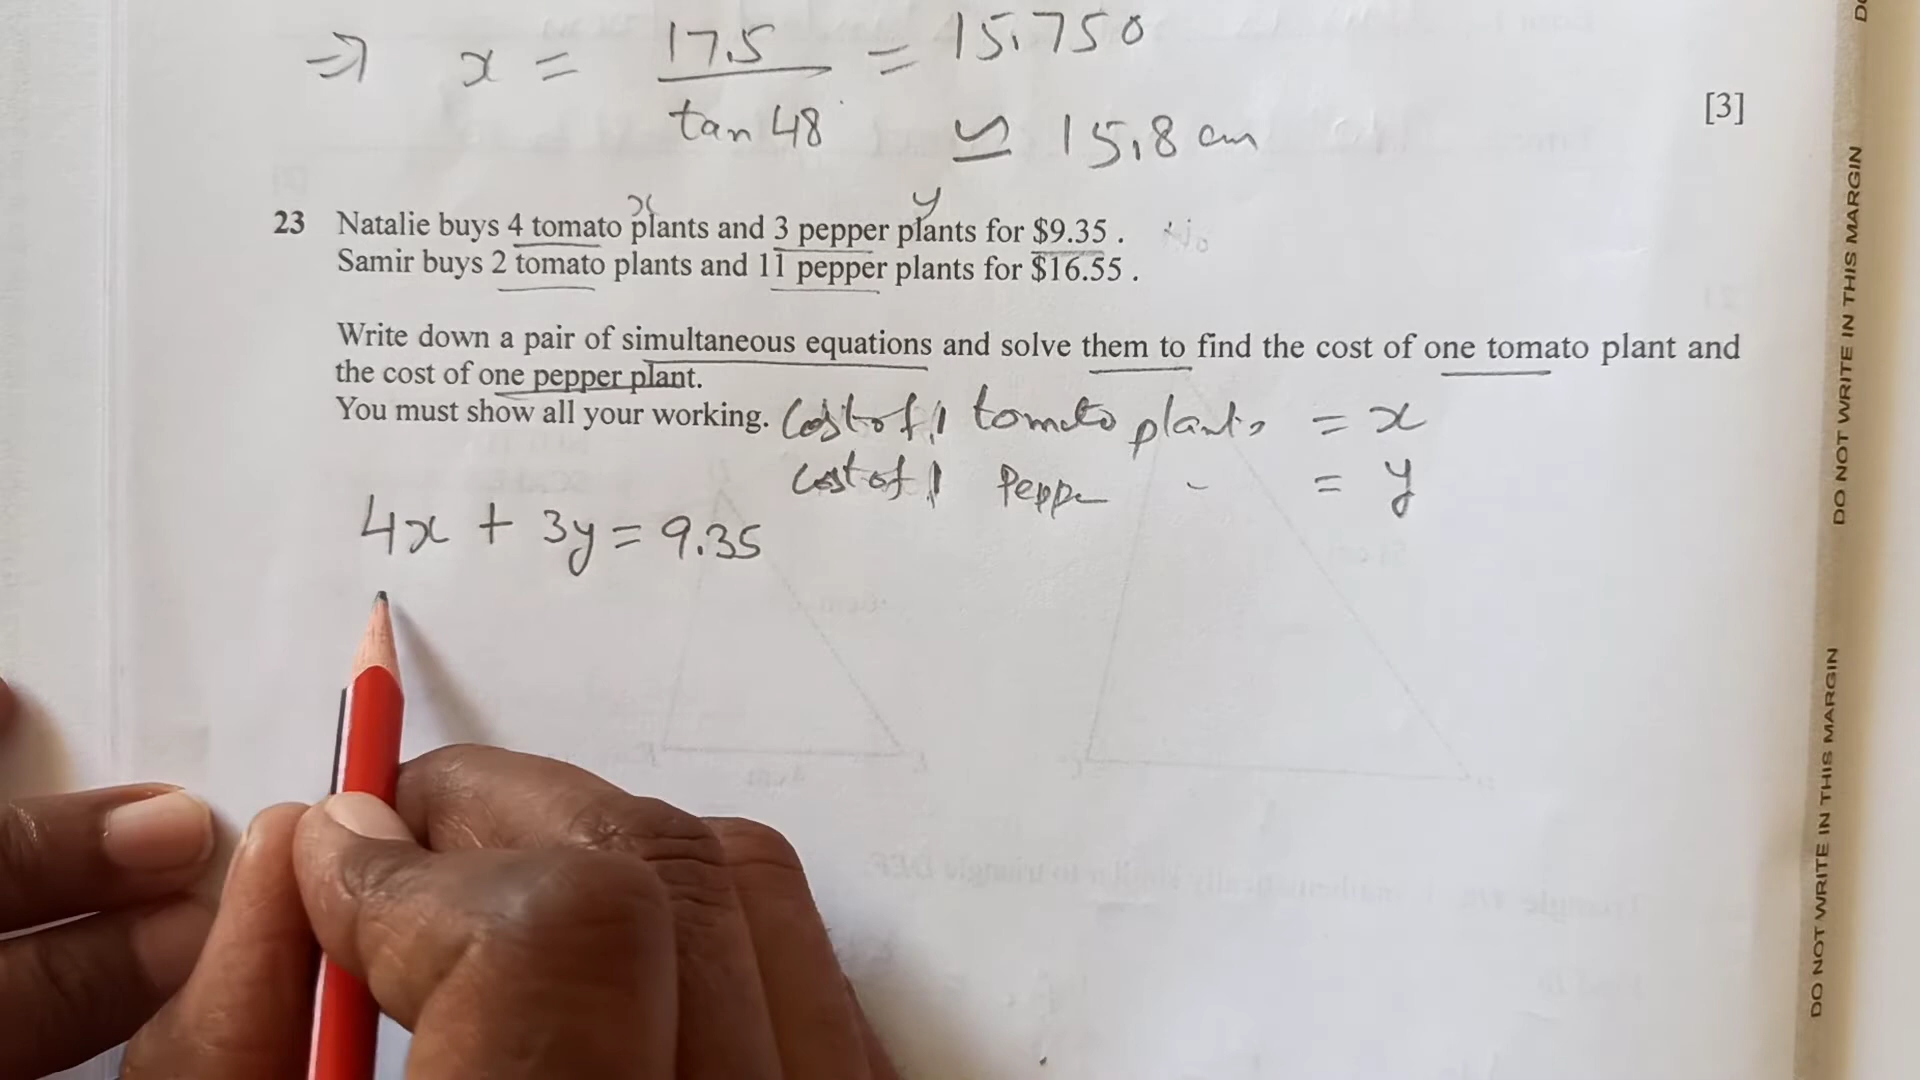 ⇒ x = 17.5 / tan 48 = 15.750
≃ 15.8 cm
[3]
x y
23 Natalie buys 4 tomato plants and 3 pepper plants for $9.35 .
Samir buys 2 tomato plants and 11 pepper plants for $16.55 .
Write down a pair of simultaneous equations and solve them to find the cost of one tomato plant and
the cost of one pepper plant.
You must show all your working. Cost of 1 tomato plants = x
cost of 1 Peppe = y
4x + 3y = 9.35
DO NOT WRITE IN THIS MARGIN
DO NOT WRITE IN THIS MARGIN